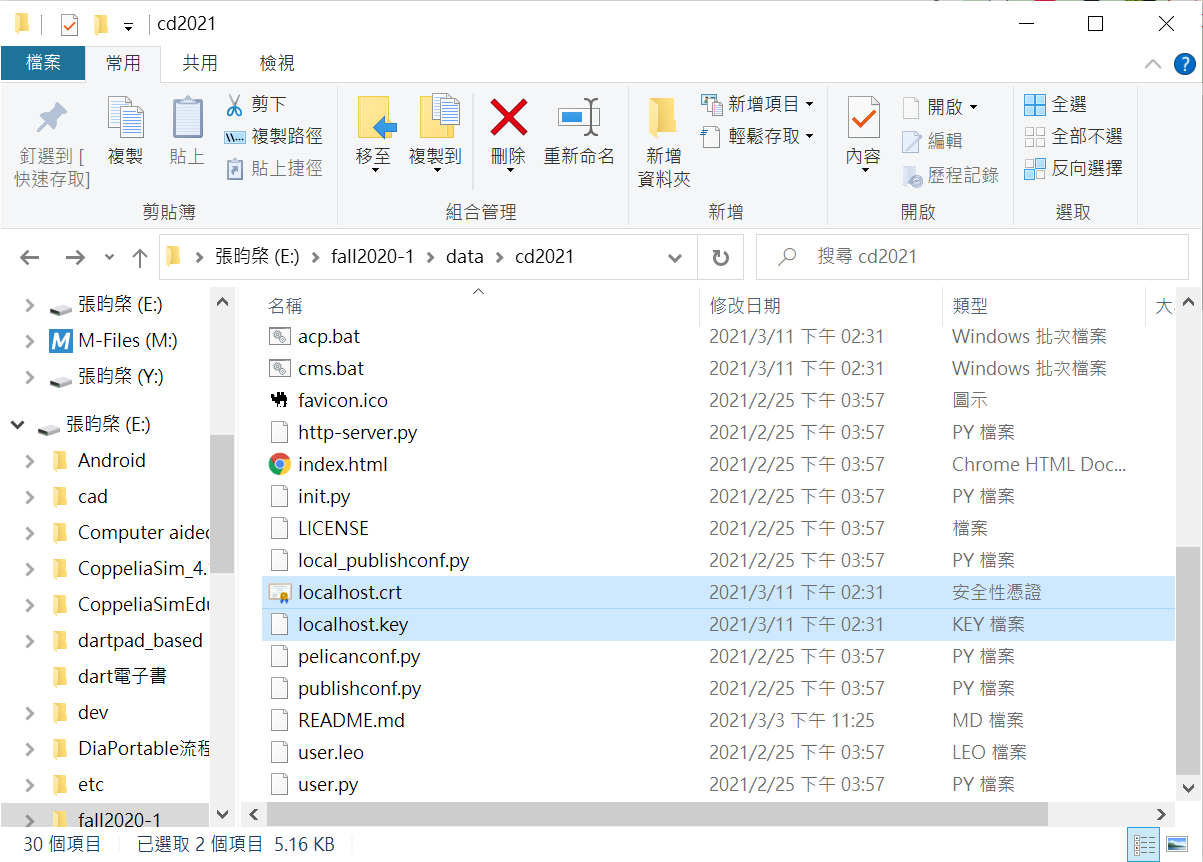 cd2021
檔案 常用 共用 檢視
釘選到 [
快速存取]
複製
貼上
剪下
複製路徑
貼上捷徑
移至
複製到
刪除
重新命名
新增
資料夾
新增項目
輕鬆存取
內容
開啟
編輯
歷程記錄
全選
全部不選
反向選擇
剪貼簿 組合管理 新增 開啟 選取
張昀棨 (E:) > fall2020-1 > data > cd2021
搜尋 cd2021
張昀棨 (E:)
M M-Files (M:)
張昀棨 (Y:)
張昀棨 (E:)
Android
cad
Computer aided
CoppeliaSim_4.
CoppeliaSimEdu
dartpad_based
dart電子書
dev
DiaPortable流程
etc
fall2020-1
名稱 修改日期 類型 大
acp.bat 2021/3/11 下午 02:31 Windows 批次檔案
cms.bat 2021/3/11 下午 02:31 Windows 批次檔案
favicon.ico 2021/2/25 下午 03:57 圖示
http-server.py 2021/2/25 下午 03:57 PY 檔案
index.html 2021/2/25 下午 03:57 Chrome HTML Doc...
init.py 2021/2/25 下午 03:57 PY 檔案
LICENSE 2021/2/25 下午 03:57 檔案
local_publishconf.py 2021/2/25 下午 03:57 PY 檔案
localhost.crt 2021/3/11 下午 02:31 安全性憑證
localhost.key 2021/3/11 下午 02:31 KEY 檔案
pelicanconf.py 2021/2/25 下午 03:57 PY 檔案
publishconf.py 2021/2/25 下午 03:57 PY 檔案
README.md 2021/3/3 下午 11:25 MD 檔案
user.leo 2021/2/25 下午 03:57 LEO 檔案
user.py 2021/2/25 下午 03:57 PY 檔案
30 個項目 已選取 2 個項目 5.16 KB